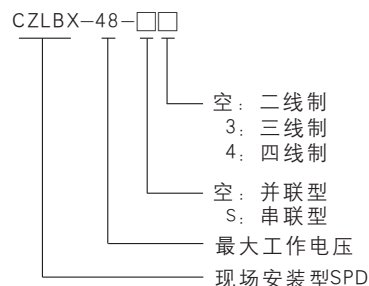 CZLBX-48-□□
空：二线制
3：三线制
4：四线制
空：并联型
S：串联型
最大工作电压
现场安装型SPD